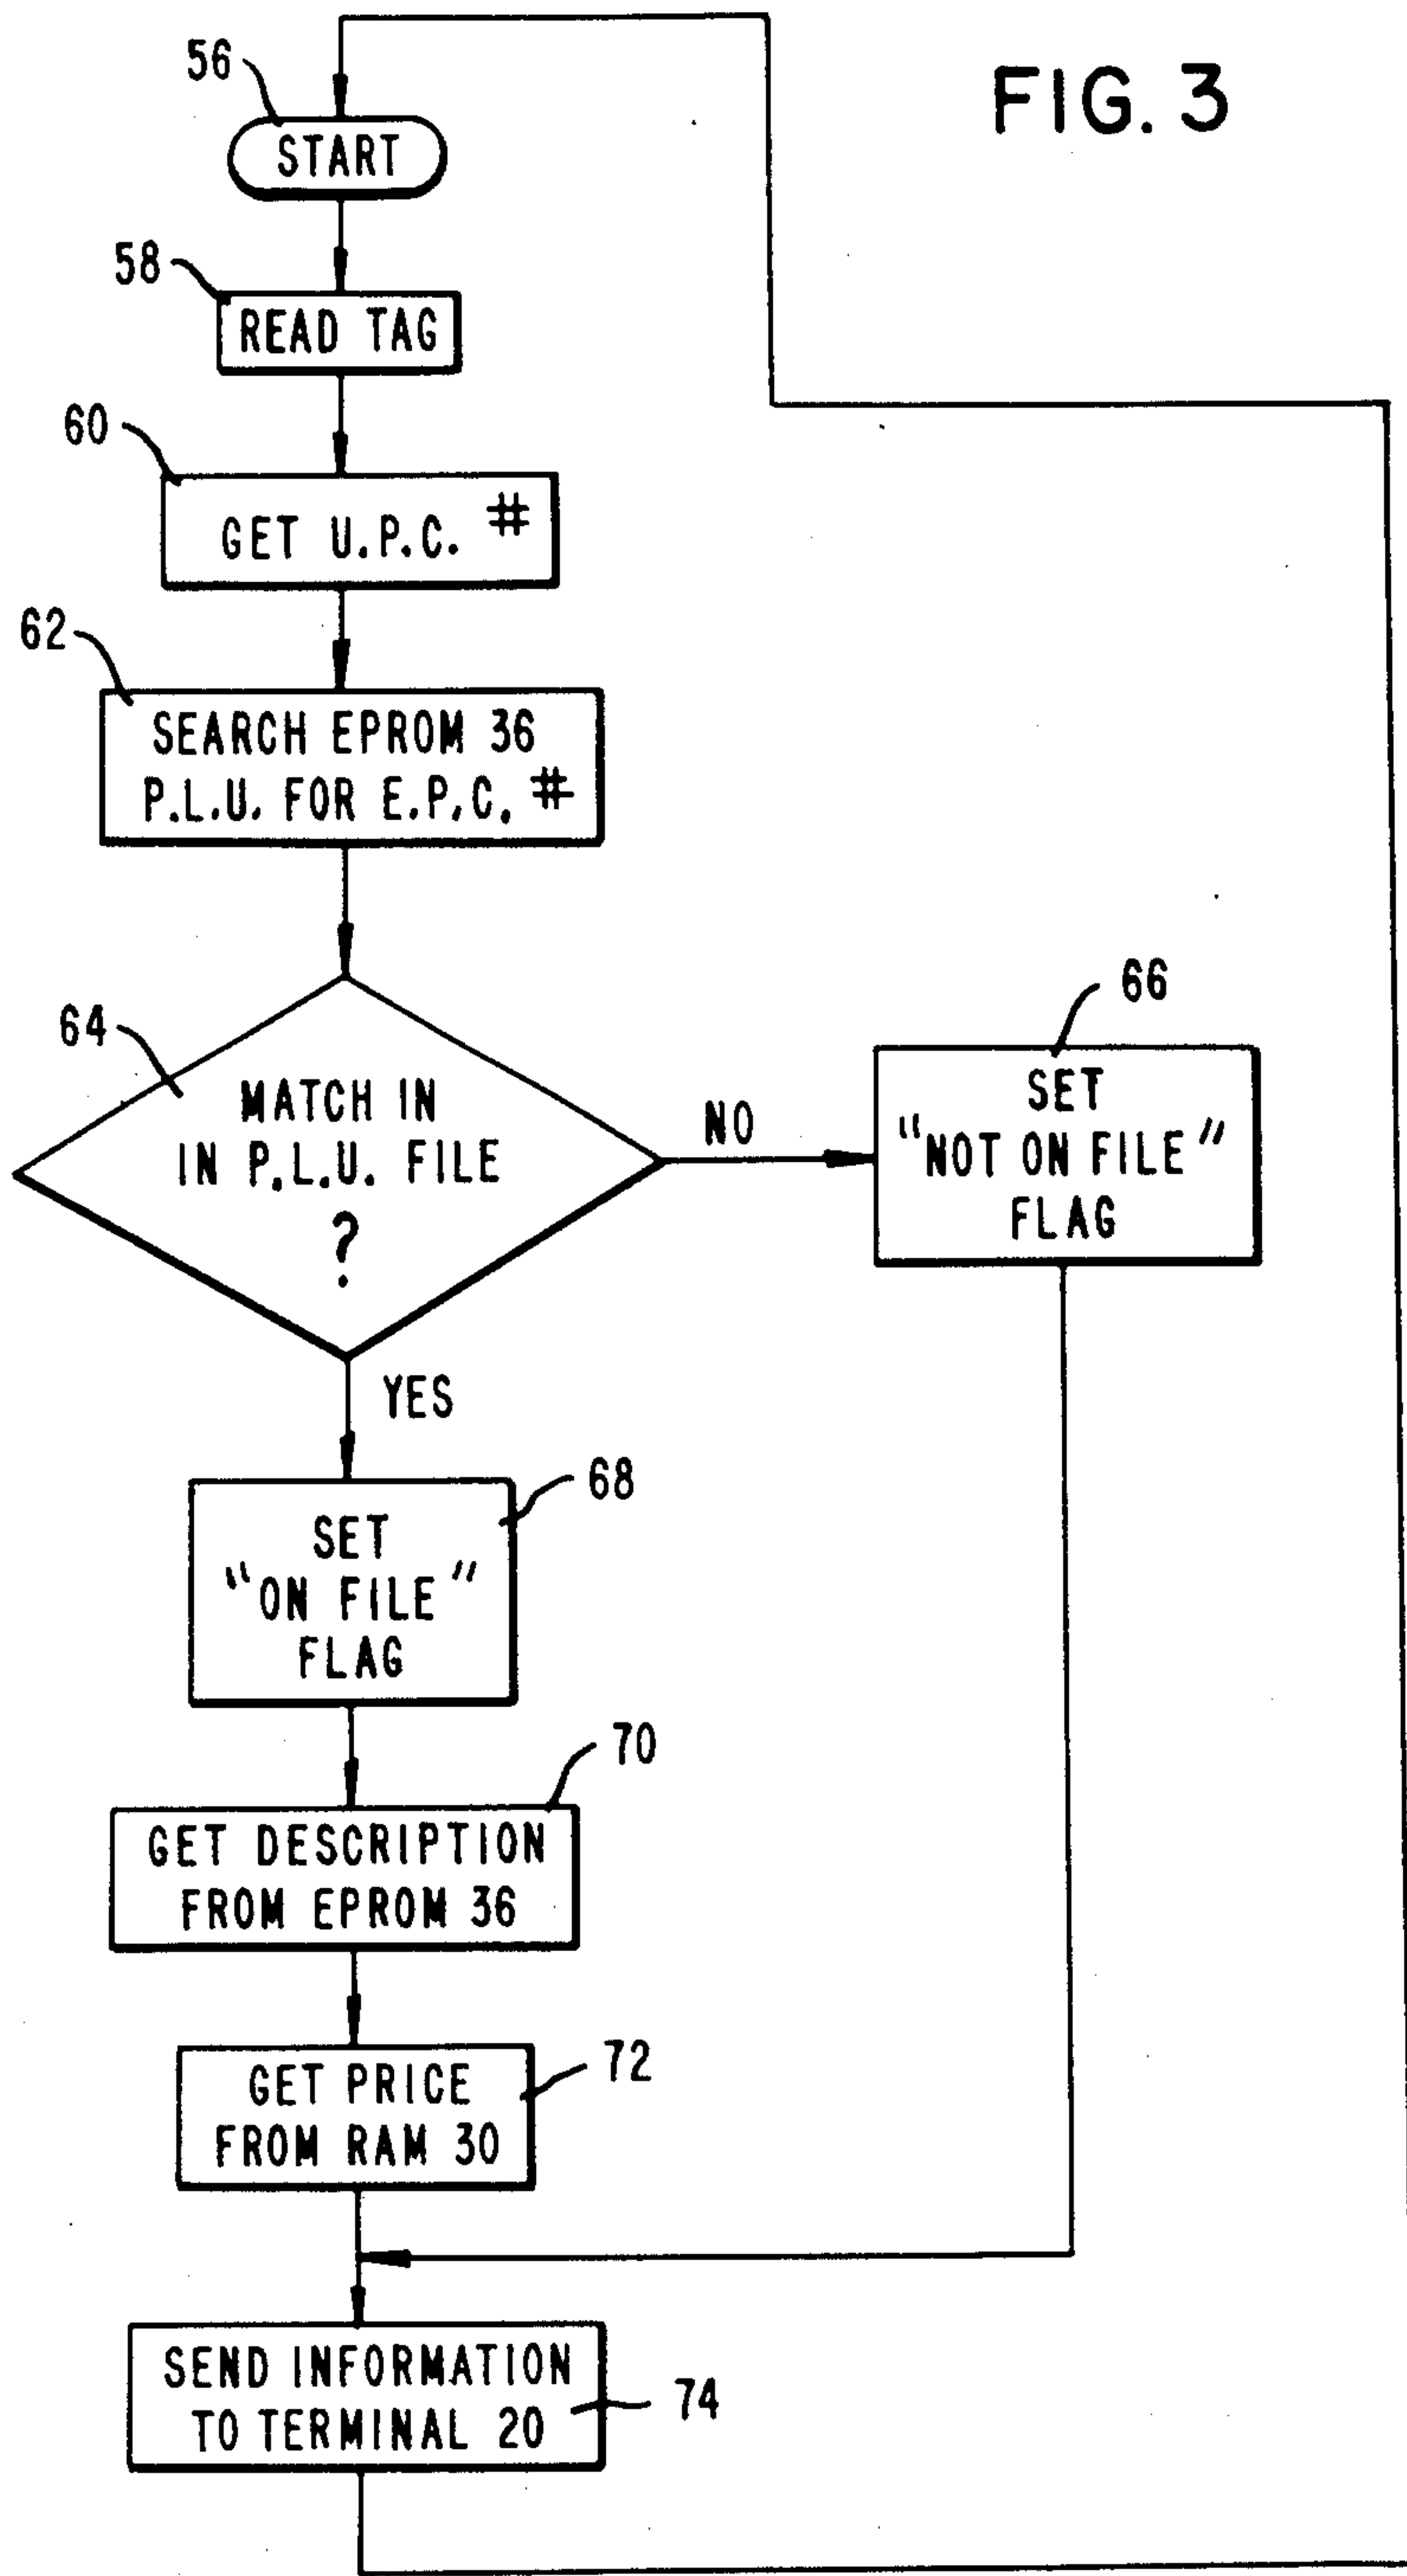 FIG. 3
56
START
58
READ TAG
60
GET U.P.C. #
62
SEARCH EPROM 36
P.L.U. FOR E.P.C. #
64
MATCH IN
IN P.L.U. FILE
?
NO
66
SET
"NOT ON FILE"
FLAG
YES
68
SET
"ON FILE"
FLAG
70
GET DESCRIPTION
FROM EPROM 36
72
GET PRICE
FROM RAM 30
SEND INFORMATION
TO TERMINAL 20
74